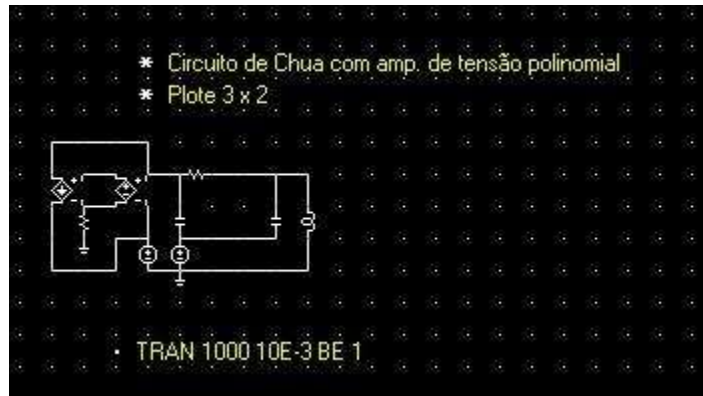 * Circuito de Chua com amp. de tensão polinomial
* Plote 3 x 2
. TRAN 1000 10E-3 BE 1